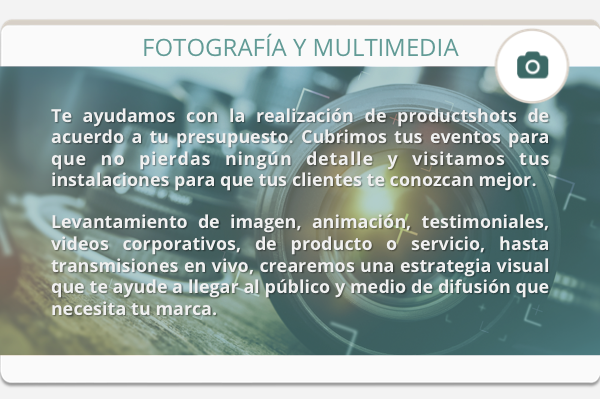 FOTOGRAFÍA Y MULTIMEDIA
Te ayudamos con la realización de productshots de
acuerdo a tu presupuesto. Cubrimos tus eventos para
que no pierdas ningún detalle y visitamos tus
instalaciones para que tus clientes te conozcan mejor.
Levantamiento de imagen, animación, testimoniales,
videos corporativos, de producto o servicio, hasta
transmisiones en vivo, crearemos una estrategia visual
que te ayude a llegar al público y medio de difusión que
necesita tu marca.